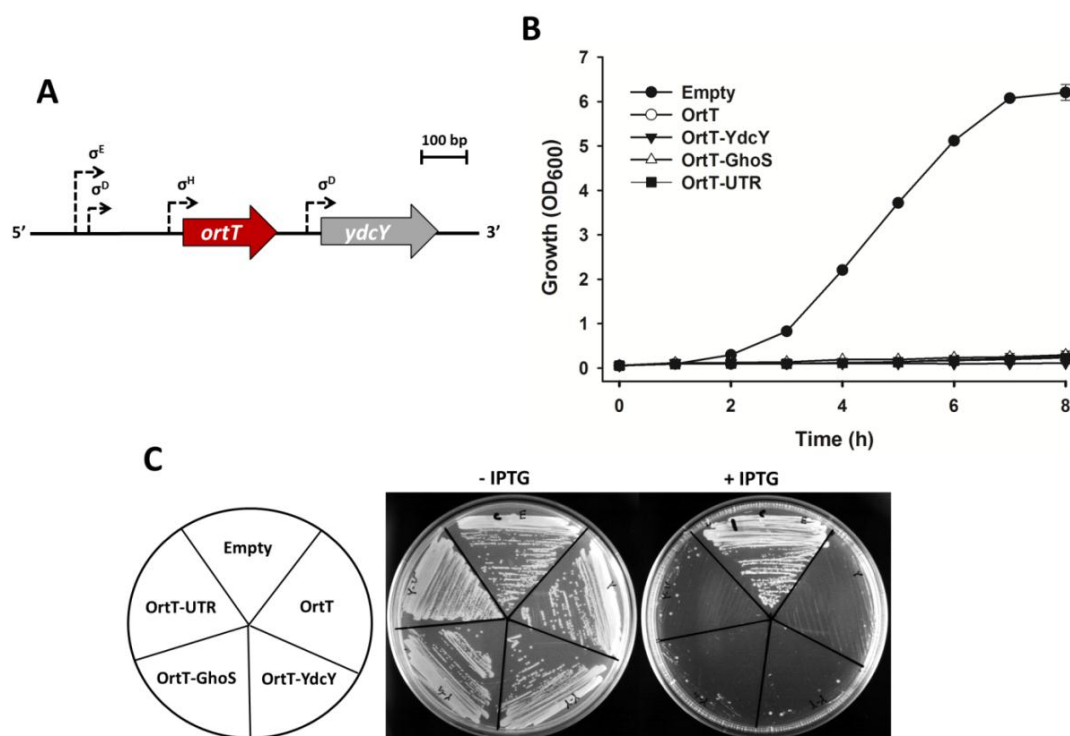 A
σE
σD
σH
σD
100 bp
5’
ortT
ydcY
3’
B
Growth (OD600)
7
6
5
4
3
2
1
0
Empty
OrtT
OrtT-YdcY
OrtT-GhoS
OrtT-UTR
0 2 4 6 8
Time (h)
C
Empty
OrtT-UTR
OrtT
OrtT-GhoS
OrtT-YdcY
- IPTG
+ IPTG